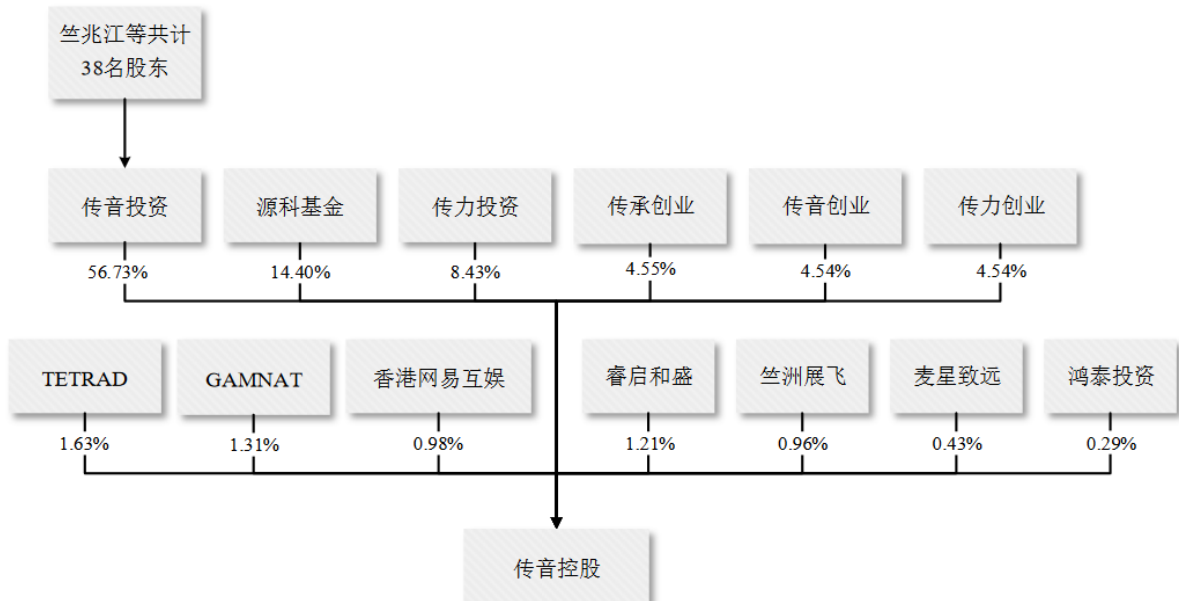 竺兆江等共计
38名股东
传音投资
源科基金
传力投资
传承创业
传音创业
传力创业
56.73%
14.40%
8.43%
4.55%
4.54%
4.54%
TETRAD
GAMNAT
香港网易互娱
睿启和盛
竺洲展飞
麦星致远
鸿泰投资
1.63%
1.31%
0.98%
1.21%
0.96%
0.43%
0.29%
传音控股